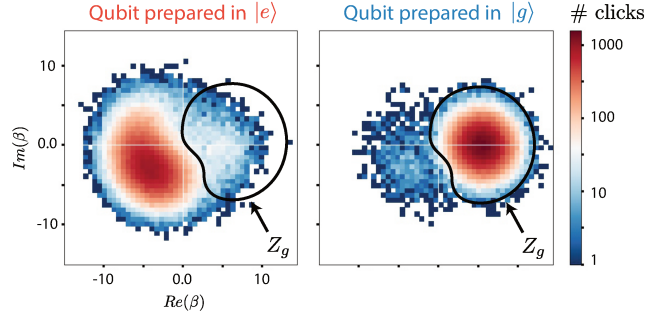 Qubit prepared in |e⟩
Qubit prepared in |g⟩
# clicks
10
0.0
-10
Im(β)
-10
0.0
10
Re(β)
Z_g
Z_g
1000
100
10
1